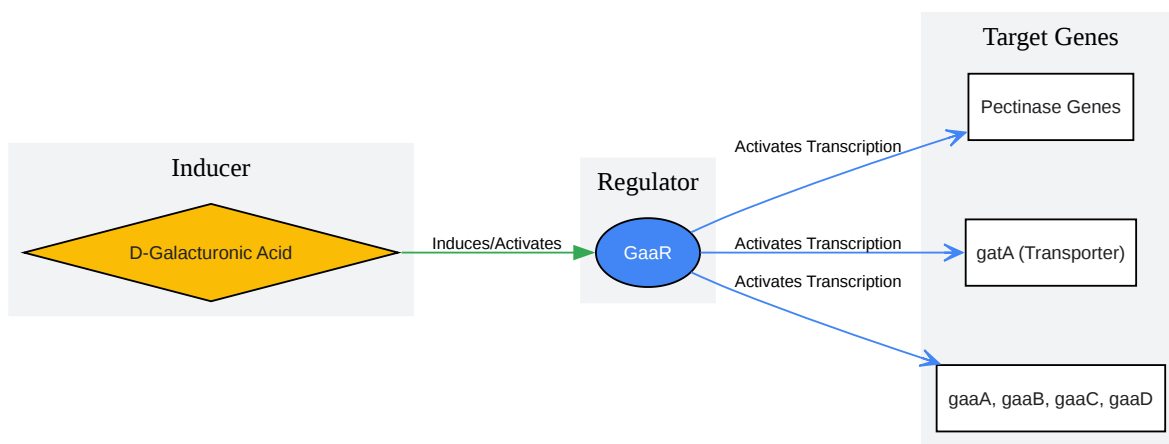 Inducer
D-Galacturonic Acid
Induces/Activates
Regulator
GaaR
Activates Transcription
Activates Transcription
Activates Transcription
Target Genes
Pectinase Genes
gatA (Transporter)
gaaA, gaaB, gaaC, gaaD